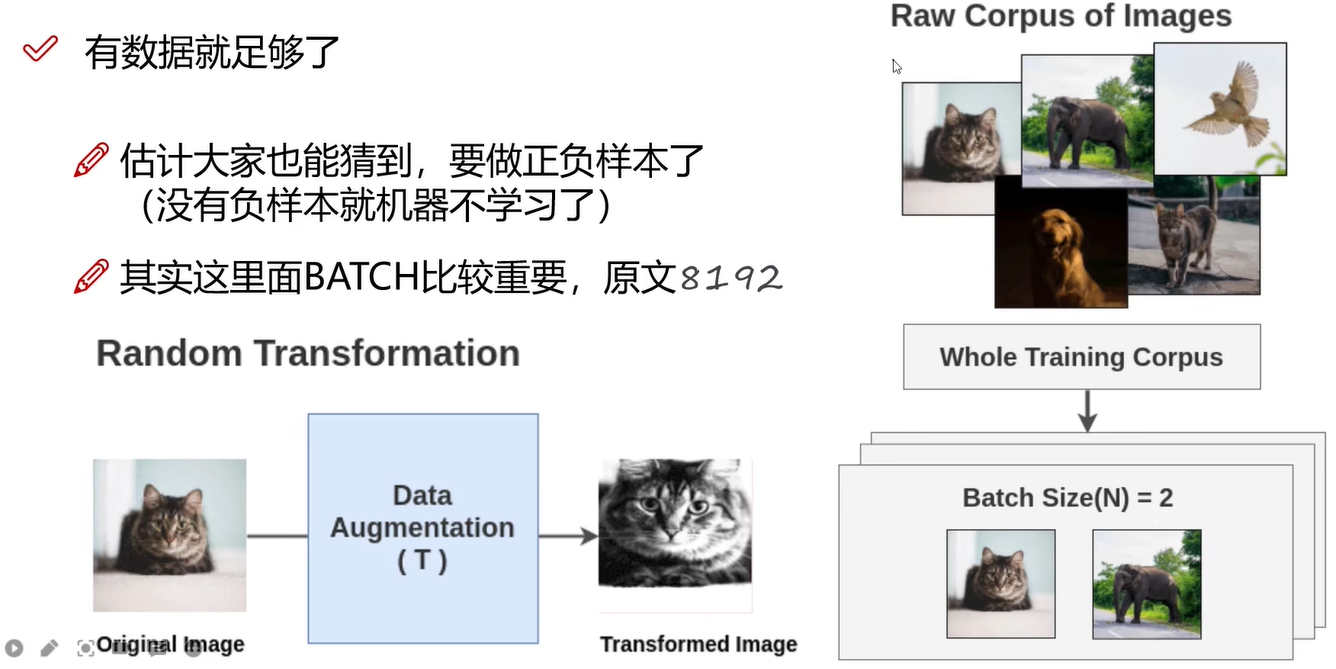 有数据就足够了
估计大家也能猜到，要做正负样本了
（没有负样本就机器不学习了）
其实这里面BATCH比较重要，原文8192
Random Transformation
Data
Augmentation
( T )
Original Image
Transformed Image
Raw Corpus of Images
Whole Training Corpus
Batch Size(N) = 2